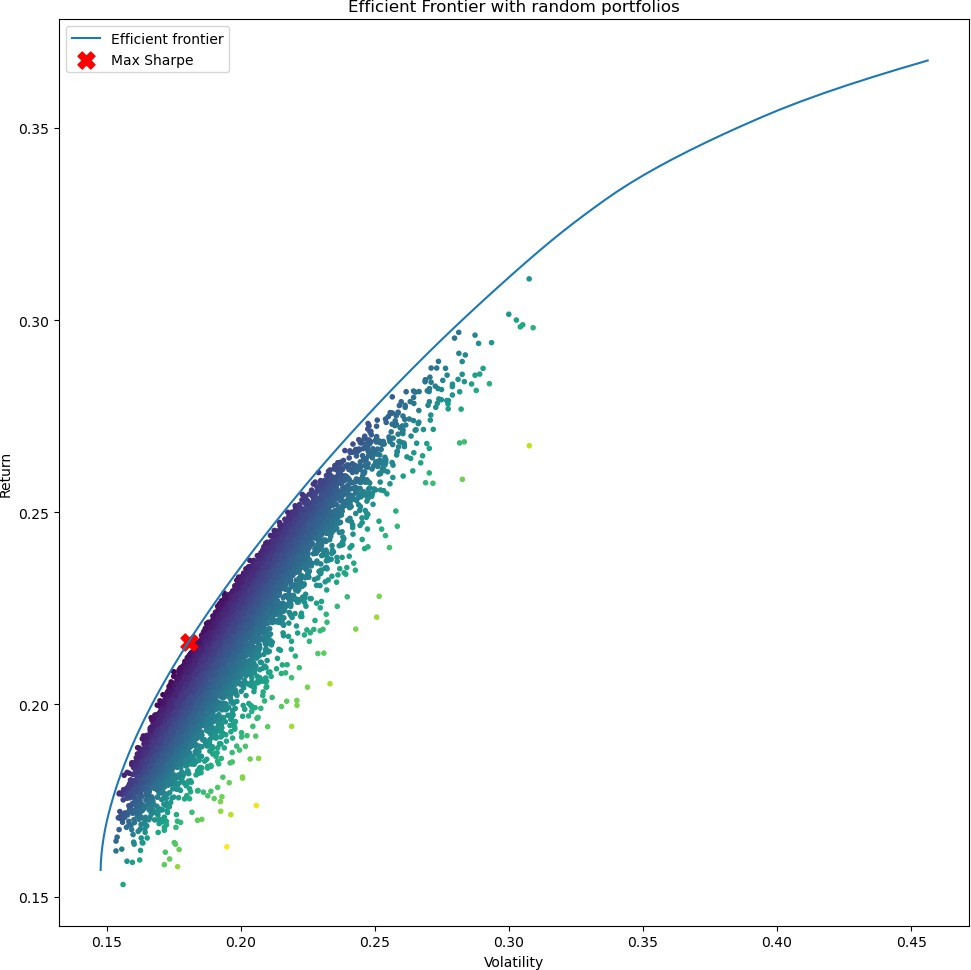 Efficient Frontier with random portfolios
Efficient frontier
Max Sharpe
Return
0.35
0.30
0.25
0.20
0.15
0.15 0.20 0.25 0.30 0.35 0.40 0.45
Volatility